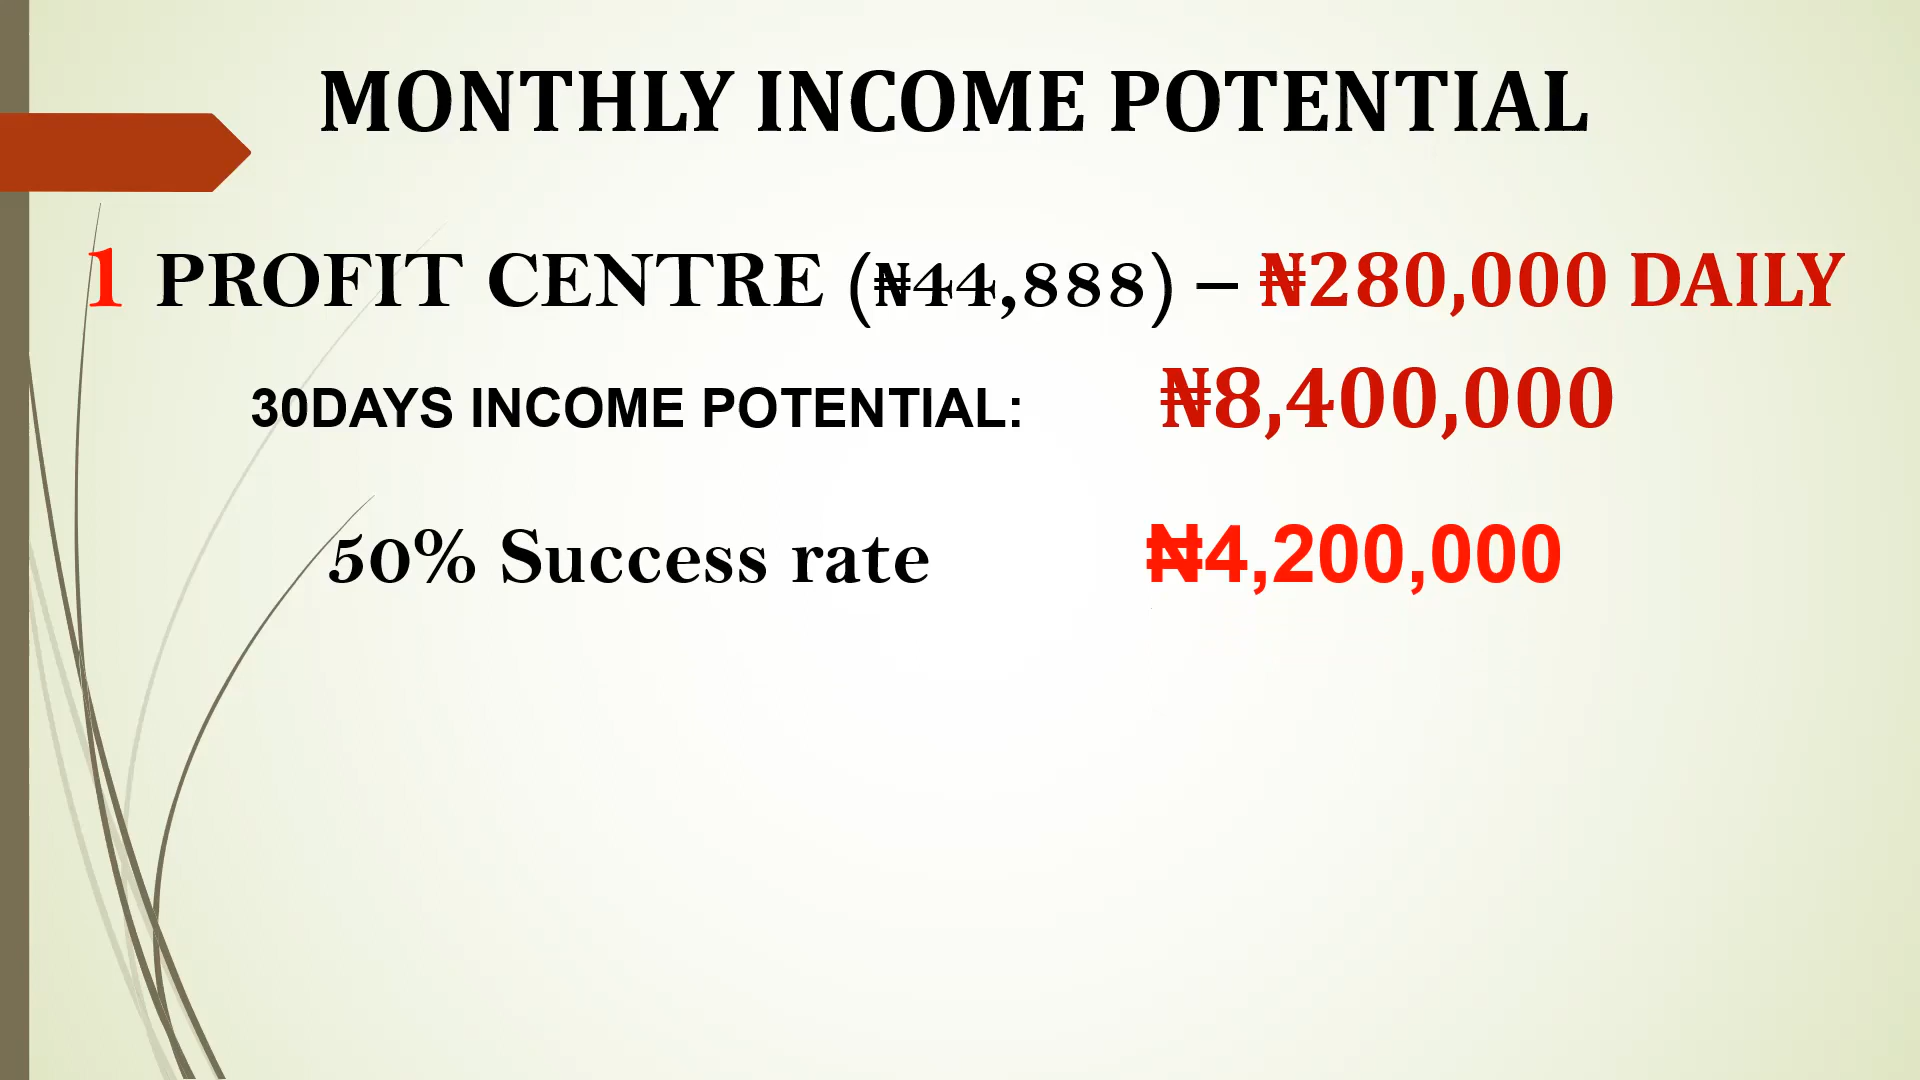 MONTHLY INCOME POTENTIAL
1 PROFIT CENTRE (₦44,888) – ₦280,000 DAILY
30DAYS INCOME POTENTIAL: ₦8,400,000
50% Success rate ₦4,200,000